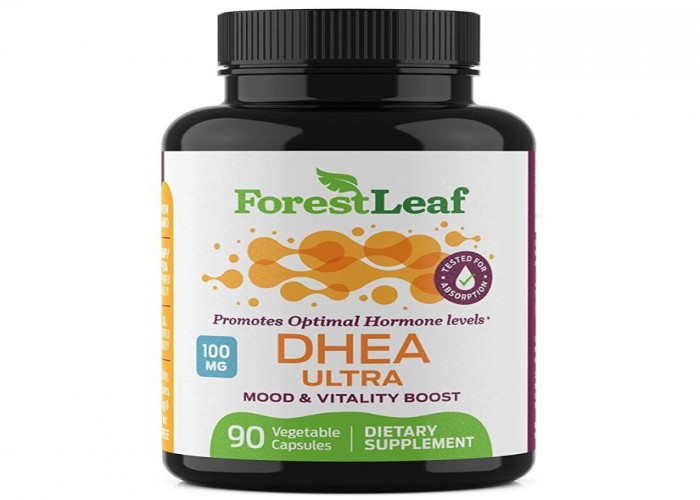 ForestLeaf
TESTED FOR
ABSORPTION
Promotes Optimal Hormone levels*
100
MG
DHEA
ULTRA
MOOD & VITALITY BOOST
90 Vegetable Capsules
DIETARY
SUPPLEMENT